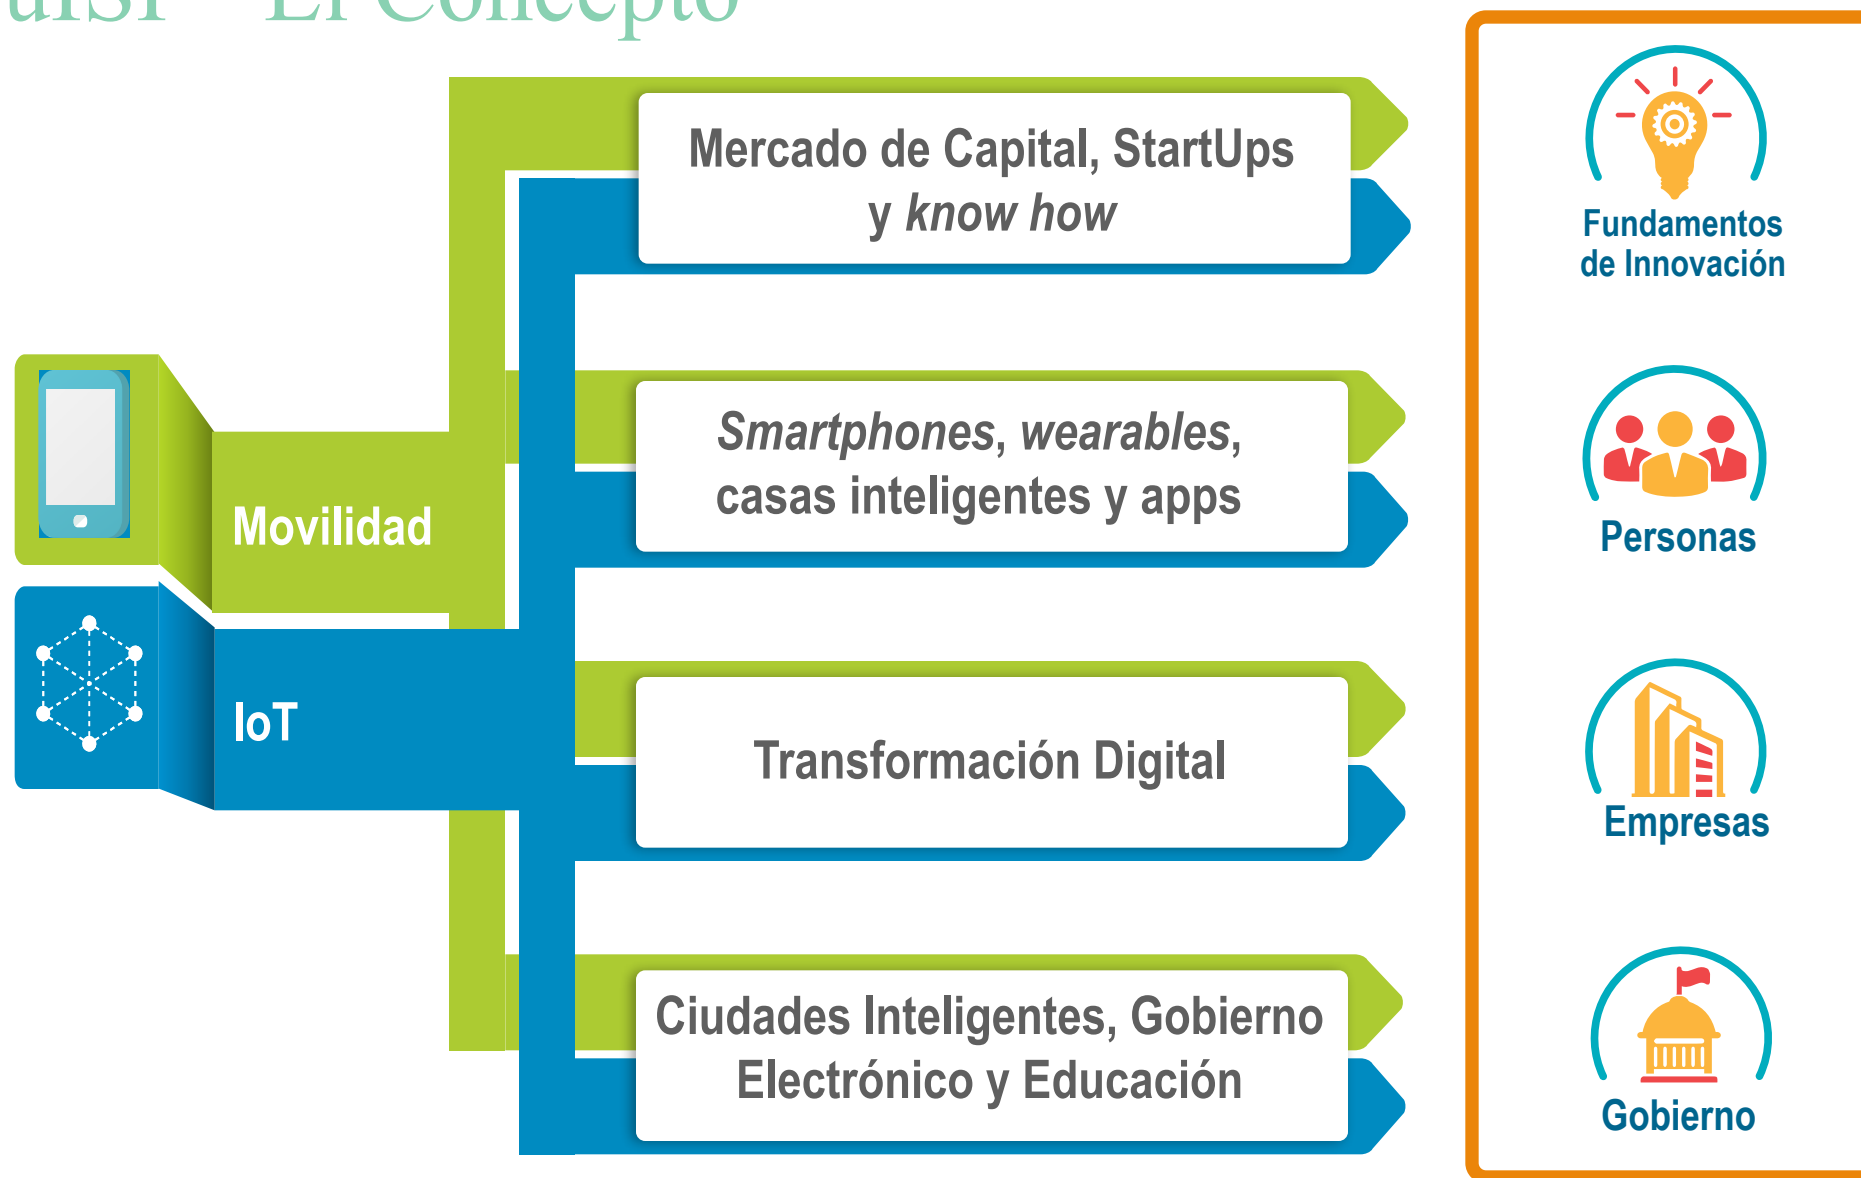 El Concepto
Mercado de Capital, StartUps
y know how
Fundamentos
de Innovación
Smartphones, wearables,
casas inteligentes y apps
Movilidad
Personas
IoT
Transformación Digital
Empresas
Ciudades Inteligentes, Gobierno
Electrónico y Educación
Gobierno